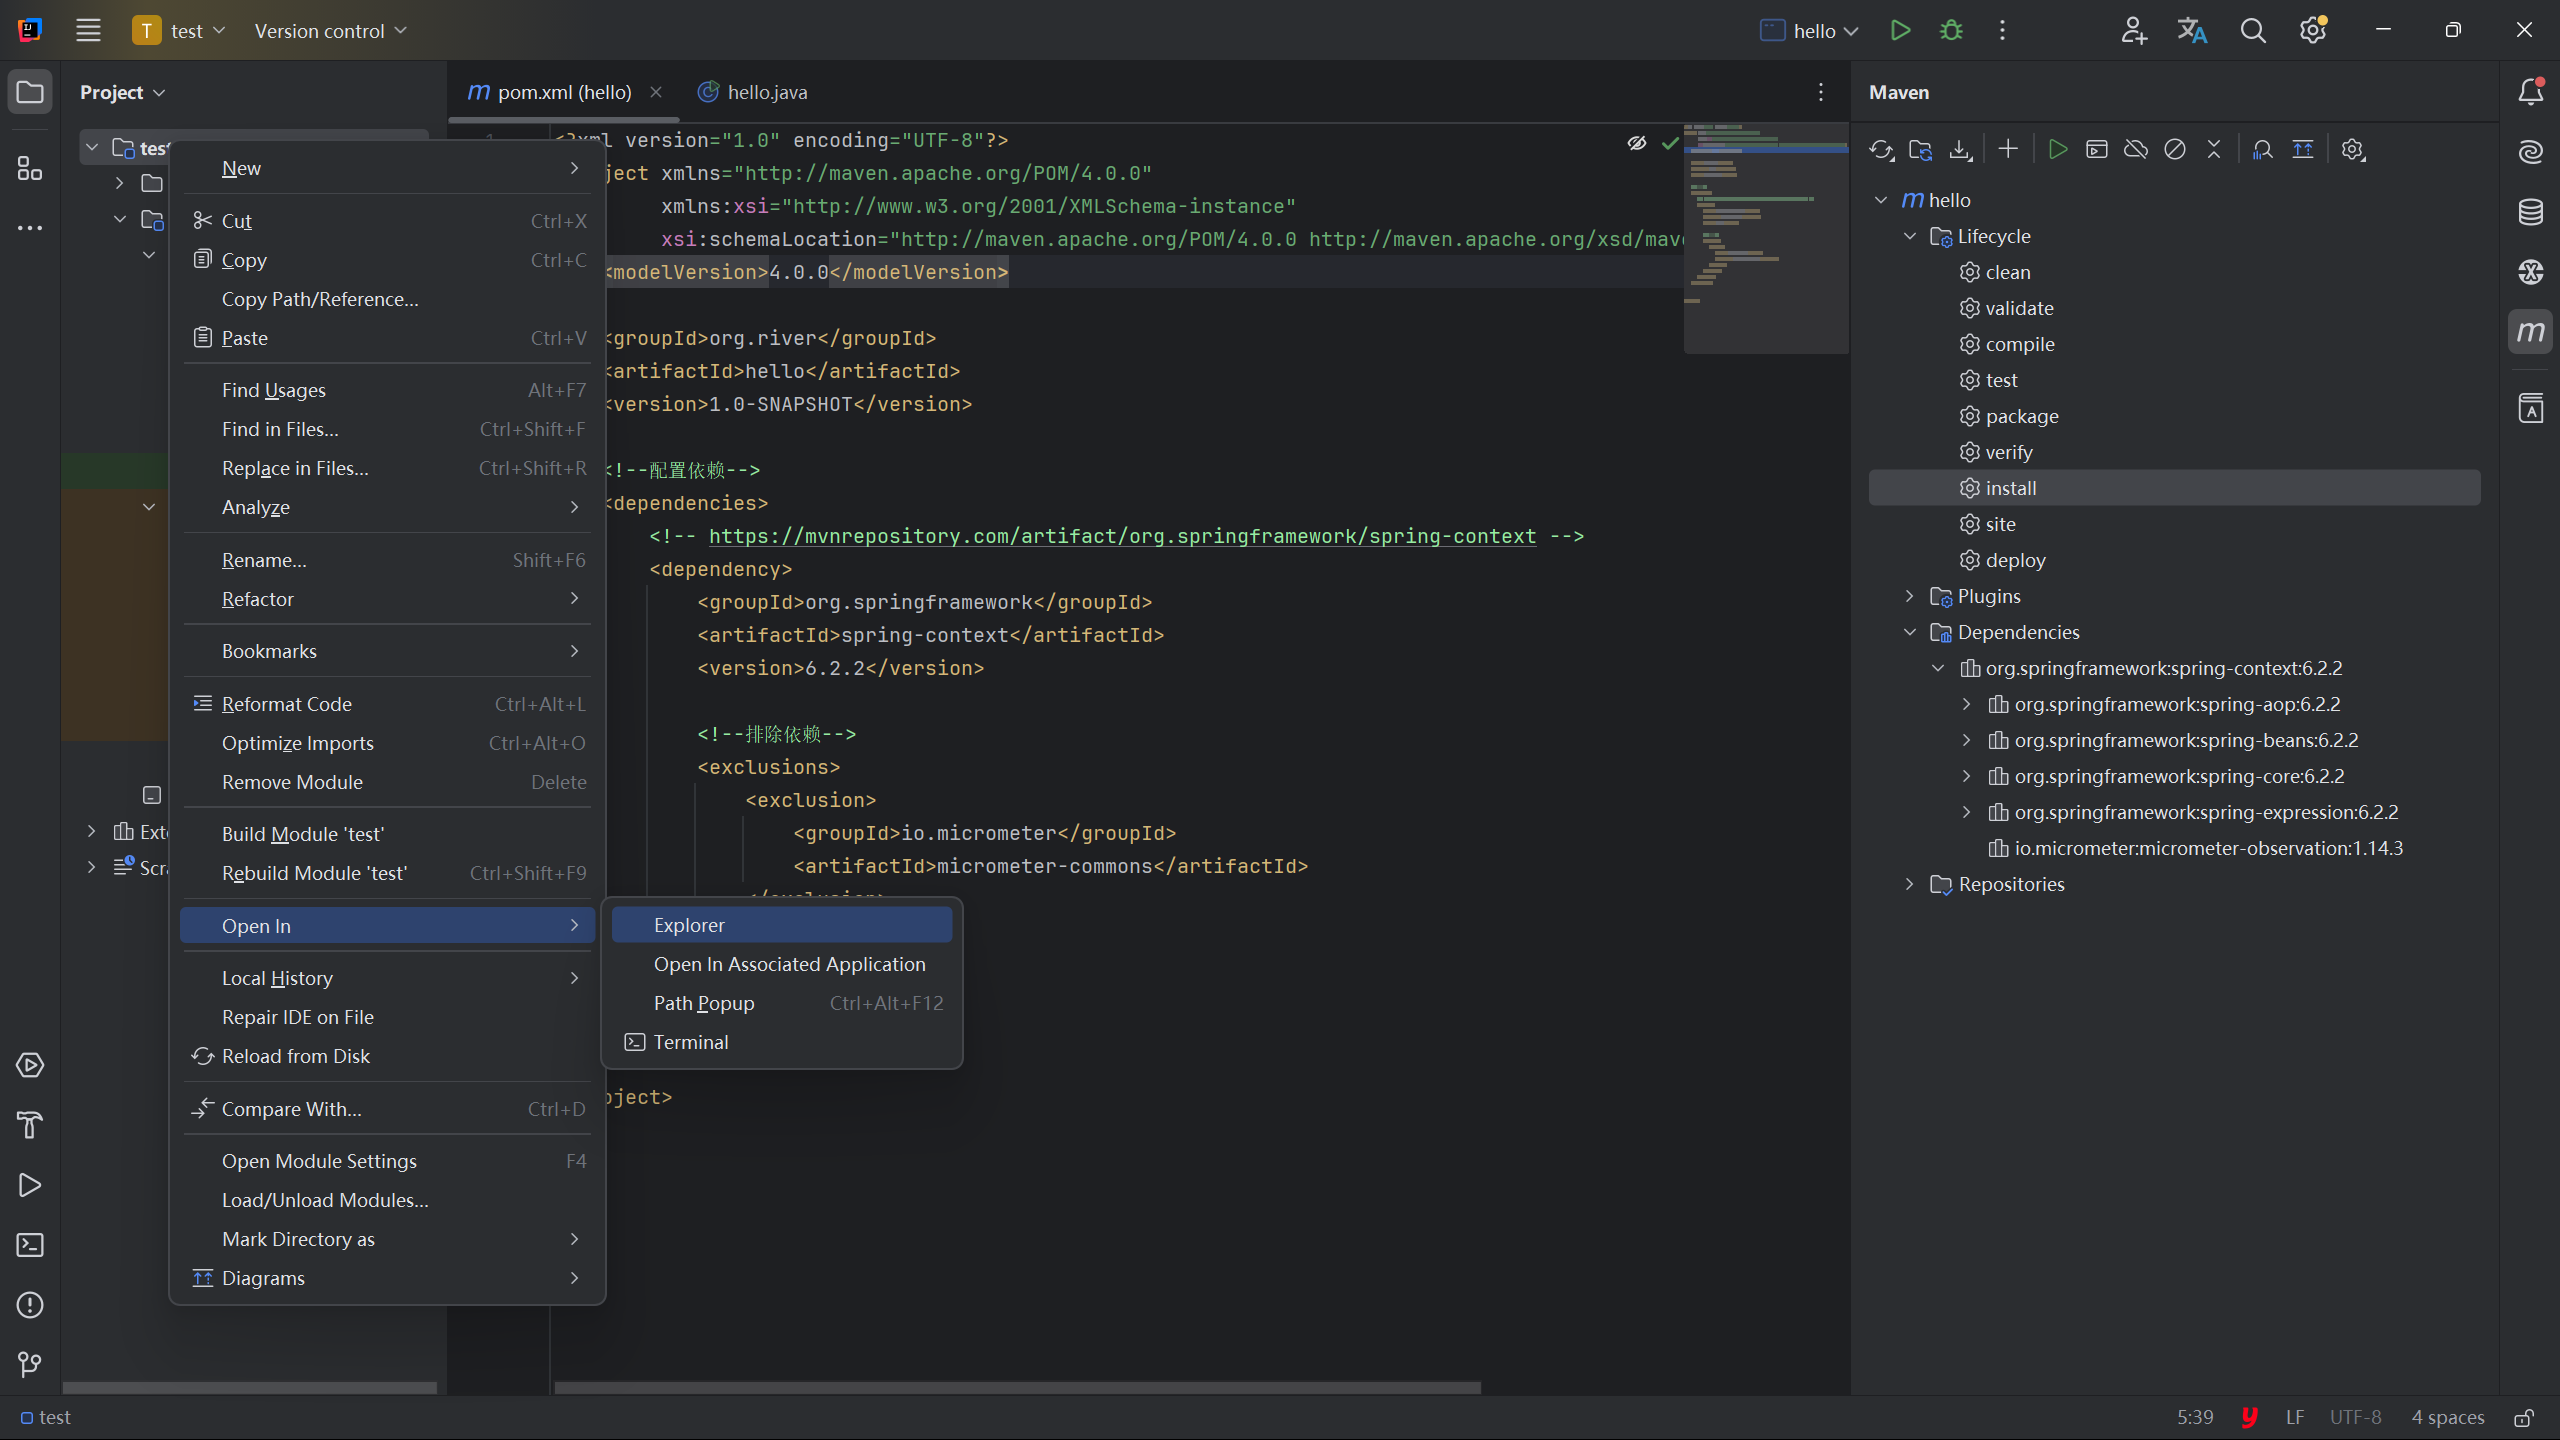 T test Version control hello
Project
pom.xml (hello) hello.java
Maven
test
New
Cut Ctrl+X
Copy Ctrl+C
Copy Path/Reference...
Paste Ctrl+V
Find Usages Alt+F7
Find in Files... Ctrl+Shift+F
Replace in Files... Ctrl+Shift+R
Analyze
Rename... Shift+F6
Refactor
Bookmarks
Reformat Code Ctrl+Alt+L
Optimize Imports Ctrl+Alt+O
Remove Module Delete
Build Module 'test'
Rebuild Module 'test' Ctrl+Shift+F9
Open In
Local History
Repair IDE on File
Reload from Disk
Compare With... Ctrl+D
Open Module Settings F4
Load/Unload Modules...
Mark Directory as
Diagrams
Explorer
Open In Associated Application
Path Popup Ctrl+Alt+F12
Terminal
<?xml version="1.0" encoding="UTF-8"?>
ject xmlns="http://maven.apache.org/POM/4.0.0"
xmlns:xsi="http://www.w3.org/2001/XMLSchema-instance"
xsi:schemaLocation="http://maven.apache.org/POM/4.0.0 http://maven.apache.org/xsd/mav
<modelVersion>4.0.0</modelVersion>
<groupId>org.river</groupId>
<artifactId>hello</artifactId>
<version>1.0-SNAPSHOT</version>
<!--配置依赖-->
<dependencies>
<!-- https://mvnrepository.com/artifact/org.springframework/spring-context -->
<dependency>
<groupId>org.springframework</groupId>
<artifactId>spring-context</artifactId>
<version>6.2.2</version>
<!--排除依赖-->
<exclusions>
<exclusion>
<groupId>io.micrometer</groupId>
<artifactId>micrometer-commons</artifactId>
oject>
m hello
Lifecycle
clean
validate
compile
test
package
verify
install
site
deploy
Plugins
Dependencies
org.springframework:spring-context:6.2.2
org.springframework:spring-aop:6.2.2
org.springframework:spring-beans:6.2.2
org.springframework:spring-core:6.2.2
org.springframework:spring-expression:6.2.2
io.micrometer:micrometer-observation:1.14.3
Repositories
Ext
Scr
test
5:39 LF UTF-8 4 spaces